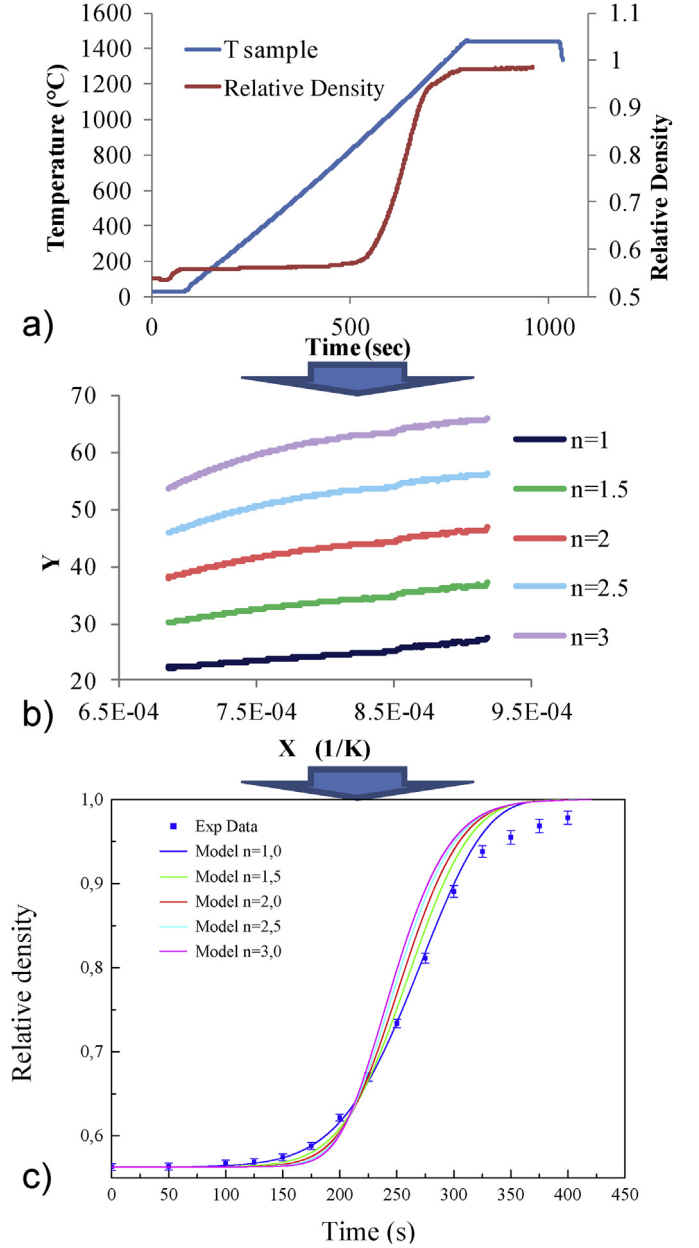 a)
1600
1400
1200
1000
800
600
400
200
0
Temperature (°C)
T sample
Relative Density
1.1
1
0.9
0.8
0.7
0.6
0.5
Relative Density
0
500
1000
Time (sec)
b)
70
60
50
40
30
20
Y
n=1
n=1.5
n=2
n=2.5
n=3
6.5E-04
7.5E-04
8.5E-04
9.5E-04
X (1/K)
c)
1,0
0,9
0,8
0,7
0,6
Relative density
Exp Data
Model n=1,0
Model n=1,5
Model n=2,0
Model n=2,5
Model n=3,0
0
50
100
150
200
250
300
350
400
450
Time (s)